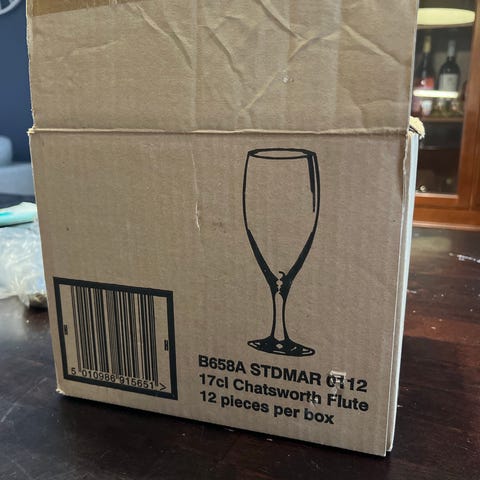 B658A STDMAR 0112
17cl Chatsworth Flute
12 pieces per box
5 010988 915651 >